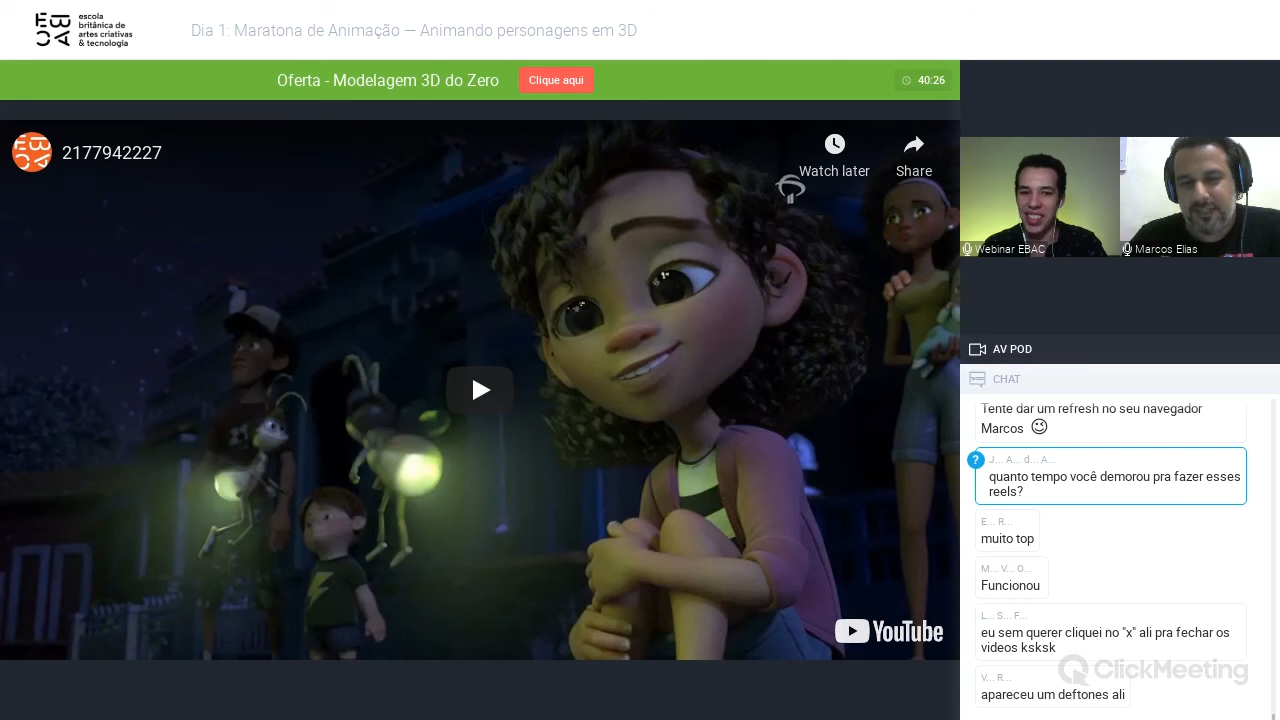 EBAC
escola
britânica de
artes criativas
& tecnologia
Dia 1: Maratona de Animação — Animando personagens em 3D
Oferta - Modelagem 3D do Zero
Clique aqui
40:26
2177942227
Watch later
Share
YouTube
Webinar EBAC
Marcos Elias
AV POD
CHAT
Tente dar um refresh no seu navegador
Marcos 😉
?
J... A... d... A...
quanto tempo você demorou pra fazer esses
reels?
E... R...
muito top
M... V... O...
Funcionou
L... S... F...
eu sem querer cliquei no "x" ali pra fechar os
videos ksksk
ClickMeeting
V... R...
apareceu um deftones ali